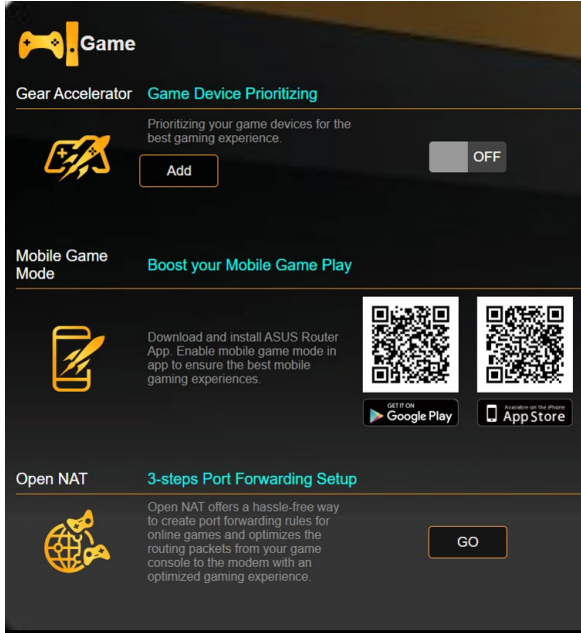 Game
Gear Accelerator
Game Device Prioritizing
Prioritizing your game devices for the
best gaming experience.
Add
OFF
Mobile Game
Mode
Boost your Mobile Game Play
Download and install ASUS Router
App. Enable mobile game mode in
app to ensure the best mobile
gaming experiences.
GET IT ON
Google Play
Available on the iPhone
App Store
Open NAT
3-steps Port Forwarding Setup
Open NAT offers a hassle-free way
to create port forwarding rules for
online games and optimizes the
routing packets from your game
console to the modem with an
optimized gaming experience.
GO